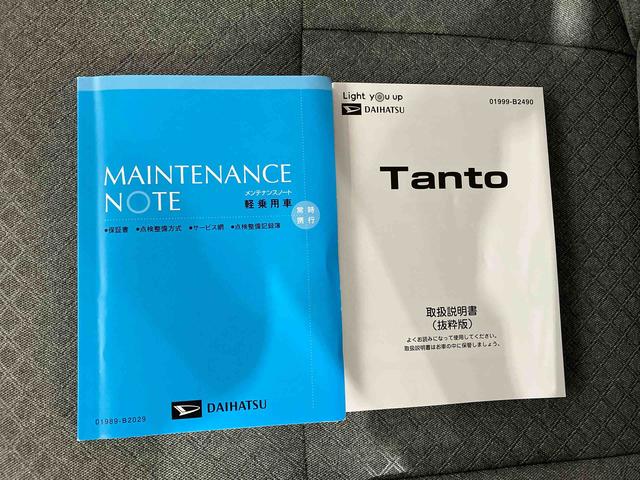 MAINTENANCE
NOTE
メンテナンスノート
軽乗用車
常時
携行
●保証書 ●点検整備方式 ●サービス網 ●点検整備記録簿
01989-B2029
DAIHATSU
Light you up
DAIHATSU
01999-B2490
Tanto
取扱説明書
（抜粋版）
よくお読みになって使用してください。
取扱説明書はお車の中に保管しましょう。